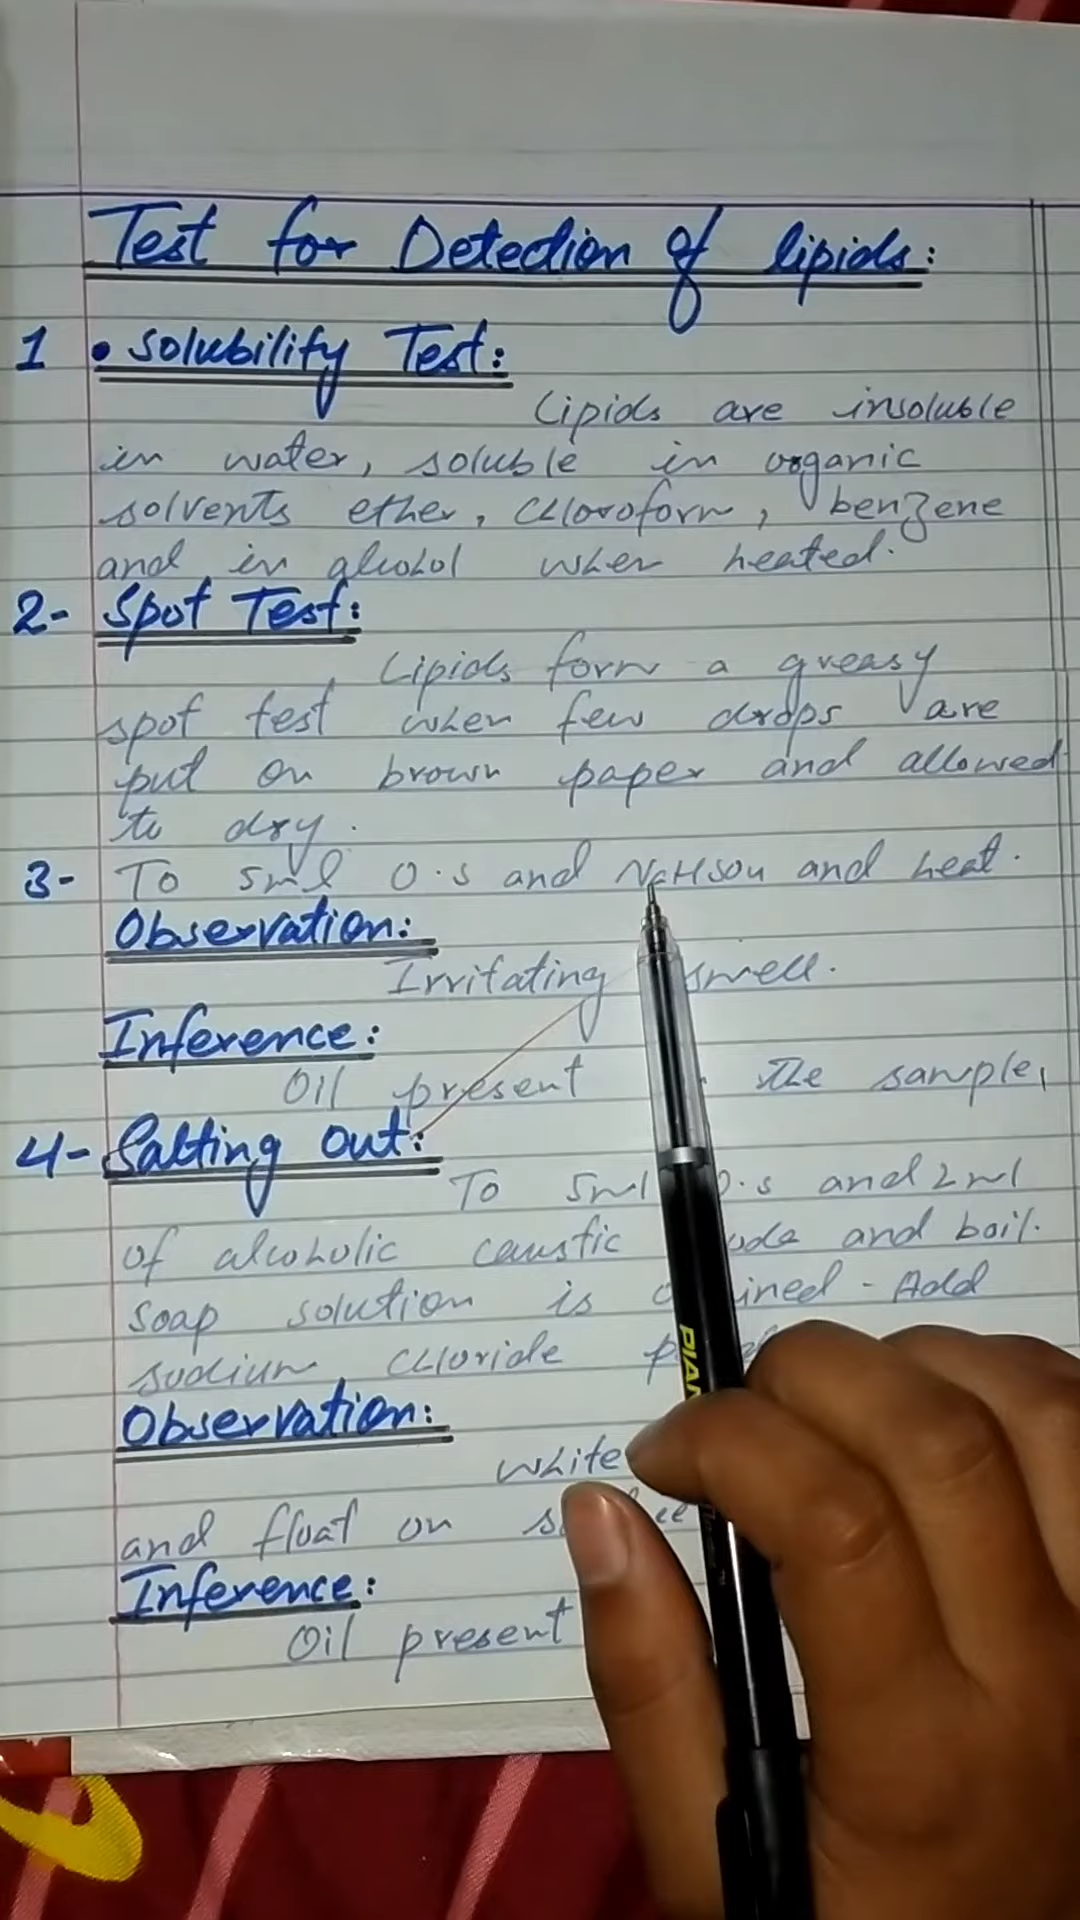 Test for Detection of lipids:
1 • Solubility Test:
Lipids are insoluble
in water, soluble in organic
solvents ether, Chloroform, benzene
and in alcohol when heated.
2- Spot Test:
Lipids form a greasy
spot test when few drops are
put on brown paper and allowed
to dry.
3- To 5ml O.S and NaHSO4 and heat.
Observation:
Irritating smell.
Inference:
Oil present the sample,
4- Salting Out:
To 5ml O.S and 2ml
of alcoholic caustic and boil.
Soap solution is Add
sodium Chloride
Observation:
White
and float on
Inference:
Oil present
PIAN